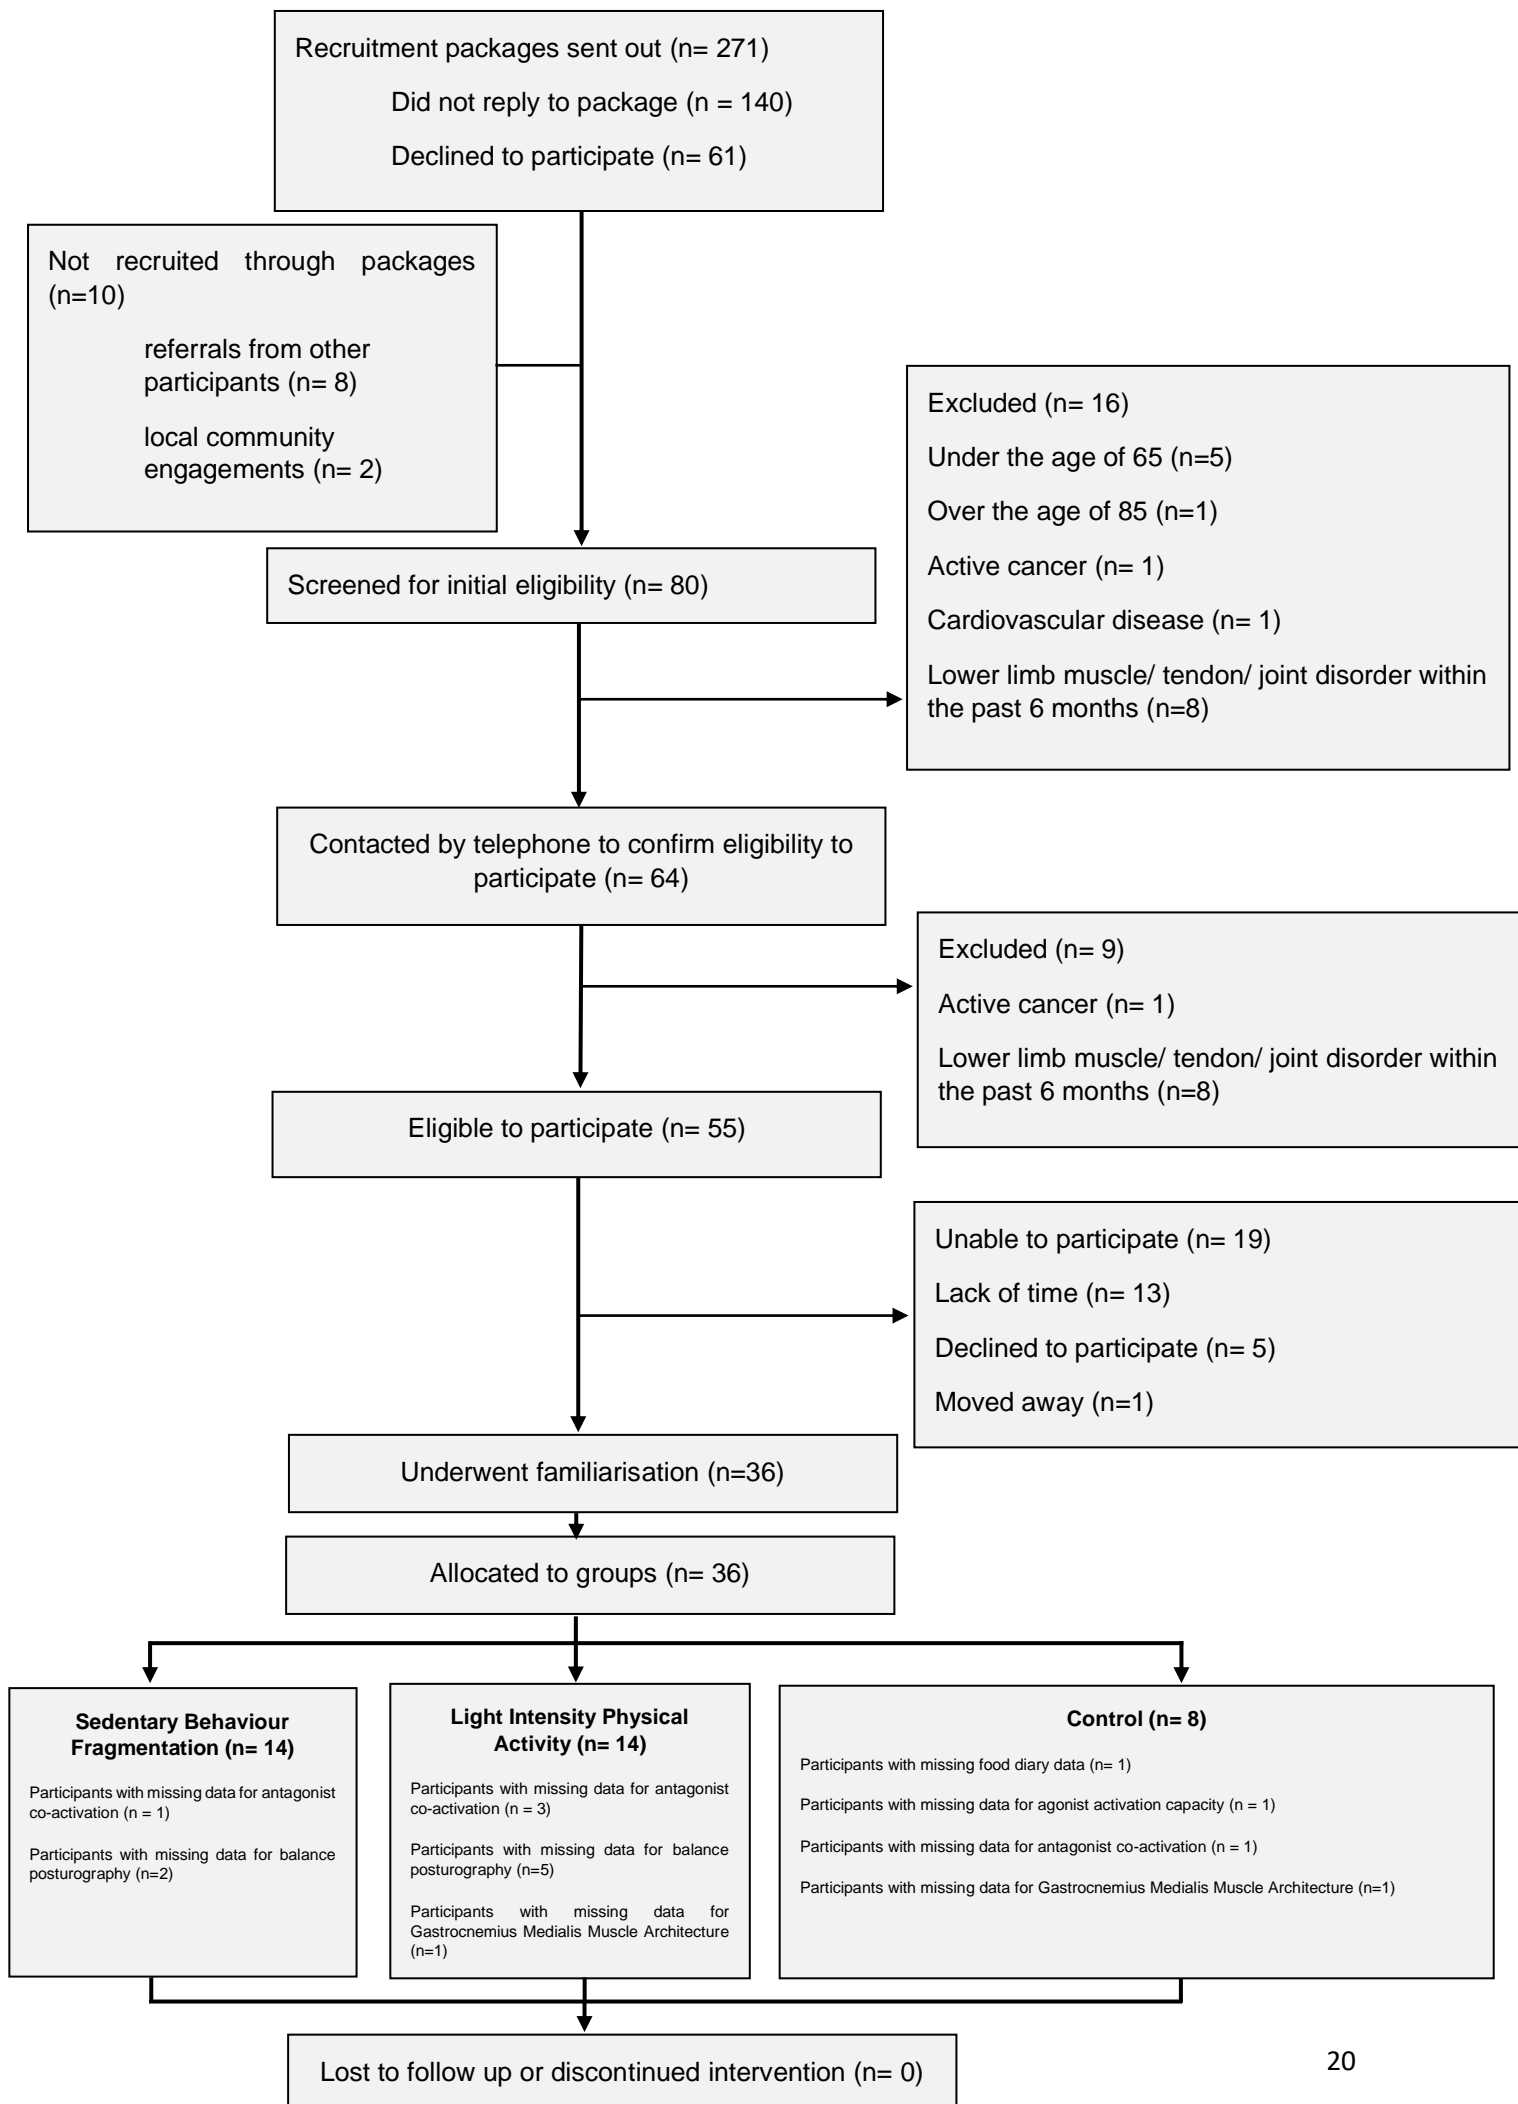 Recruitment packages sent out (n= 271)
Did not reply to package (n = 140)
Declined to participate (n= 61)
Not recruited through packages
(n=10)
referrals from other
participants (n= 8)
local community
engagements (n= 2)
Excluded (n= 16)
Under the age of 65 (n=5)
Over the age of 85 (n=1)
Active cancer (n= 1)
Cardiovascular disease (n= 1)
Lower limb muscle/ tendon/ joint disorder within
the past 6 months (n=8)
Screened for initial eligibility (n= 80)
Contacted by telephone to confirm eligibility to
participate (n= 64)
Excluded (n= 9)
Active cancer (n= 1)
Lower limb muscle/ tendon/ joint disorder within
the past 6 months (n=8)
Eligible to participate (n= 55)
Unable to participate (n= 19)
Lack of time (n= 13)
Declined to participate (n= 5)
Moved away (n=1)
Underwent familiarisation (n=36)
Allocated to groups (n= 36)
Sedentary Behaviour
Fragmentation (n= 14)
Participants with missing data for antagonist
co-activation (n = 1)
Participants with missing data for balance
posturography (n=2)
Light Intensity Physical
Activity (n= 14)
Participants with missing data for antagonist
co-activation (n = 3)
Participants with missing data for balance
posturography (n=5)
Participants with missing data for
Gastrocnemius Medialis Muscle Architecture
(n=1)
Control (n= 8)
Participants with missing food diary data (n= 1)
Participants with missing data for agonist activation capacity (n = 1)
Participants with missing data for antagonist co-activation (n = 1)
Participants with missing data for Gastrocnemius Medialis Muscle Architecture (n=1)
Lost to follow up or discontinued intervention (n= 0)
20